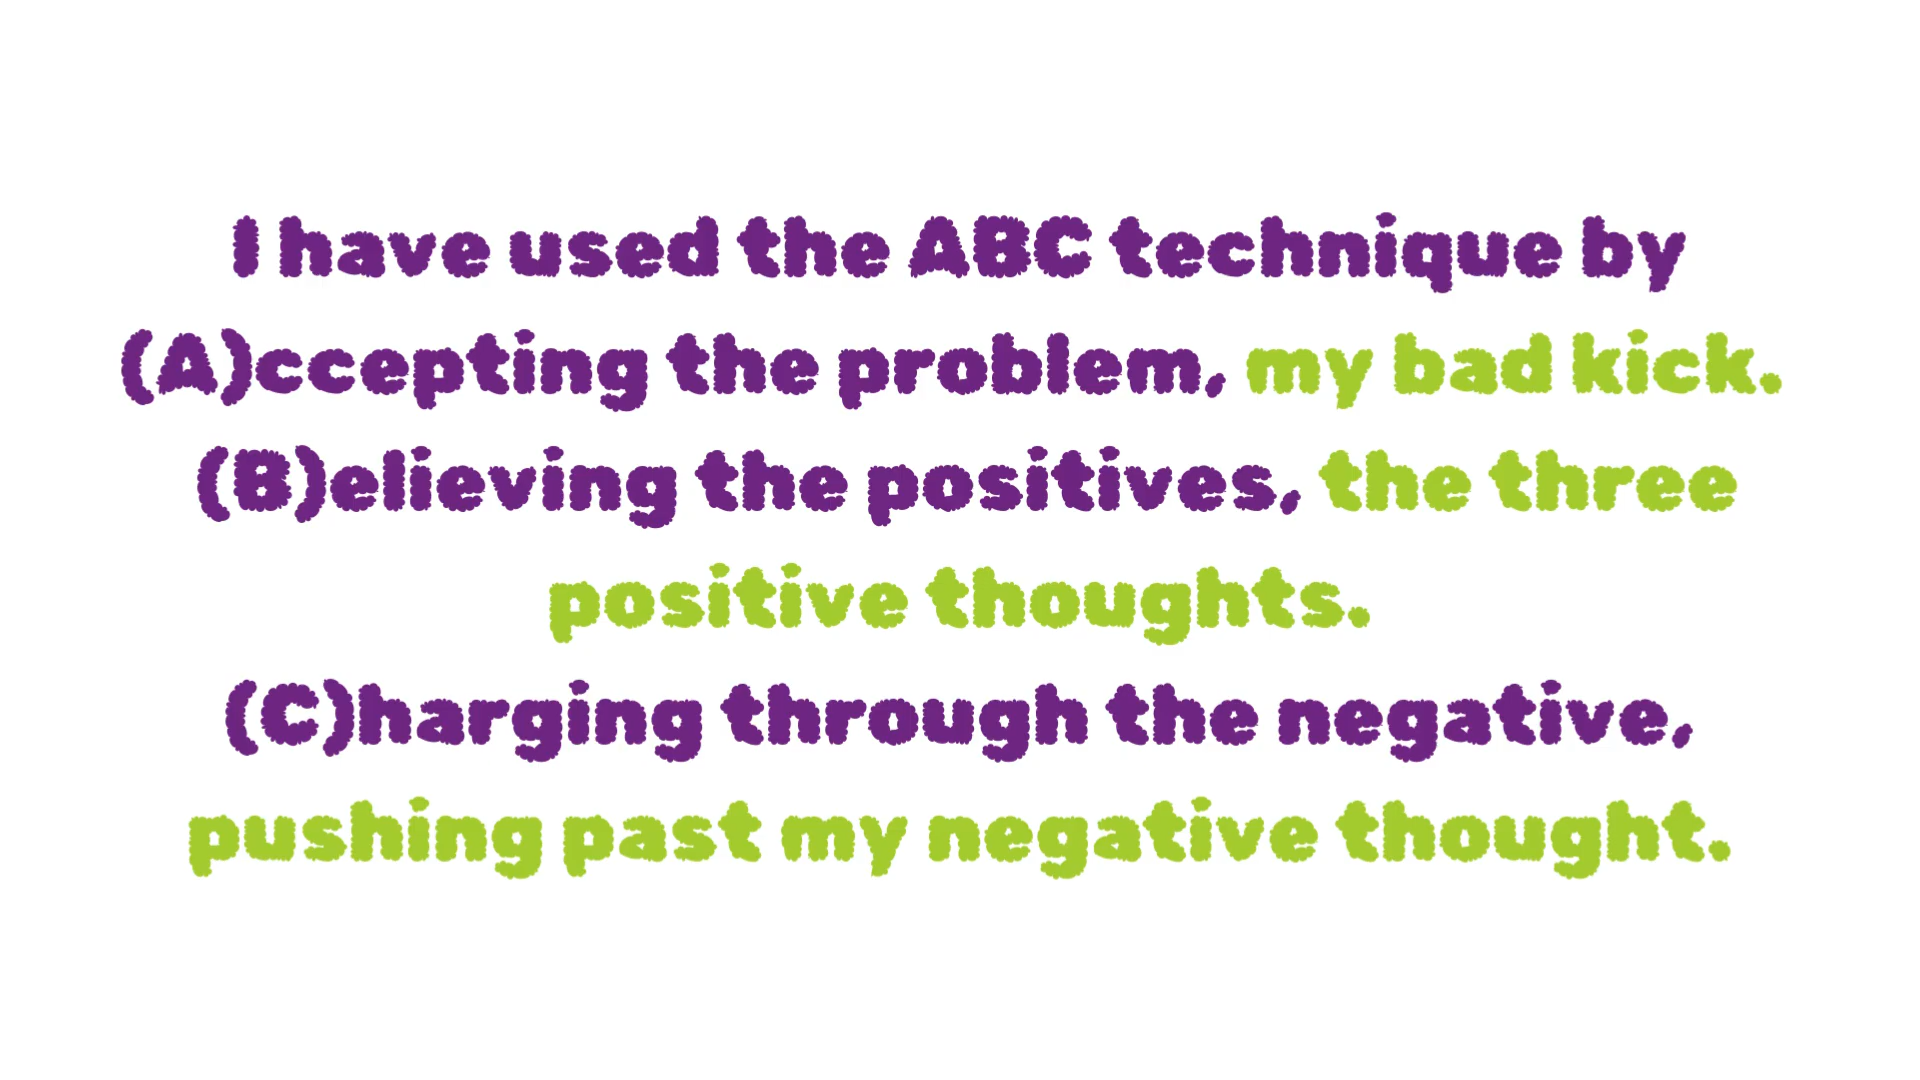 I have used the ABC technique by
(A)ccepting the problem, my bad kick.
(B)elieving the positives, the three
positive thoughts.
(C)harging through the negative,
pushing past my negative thought.